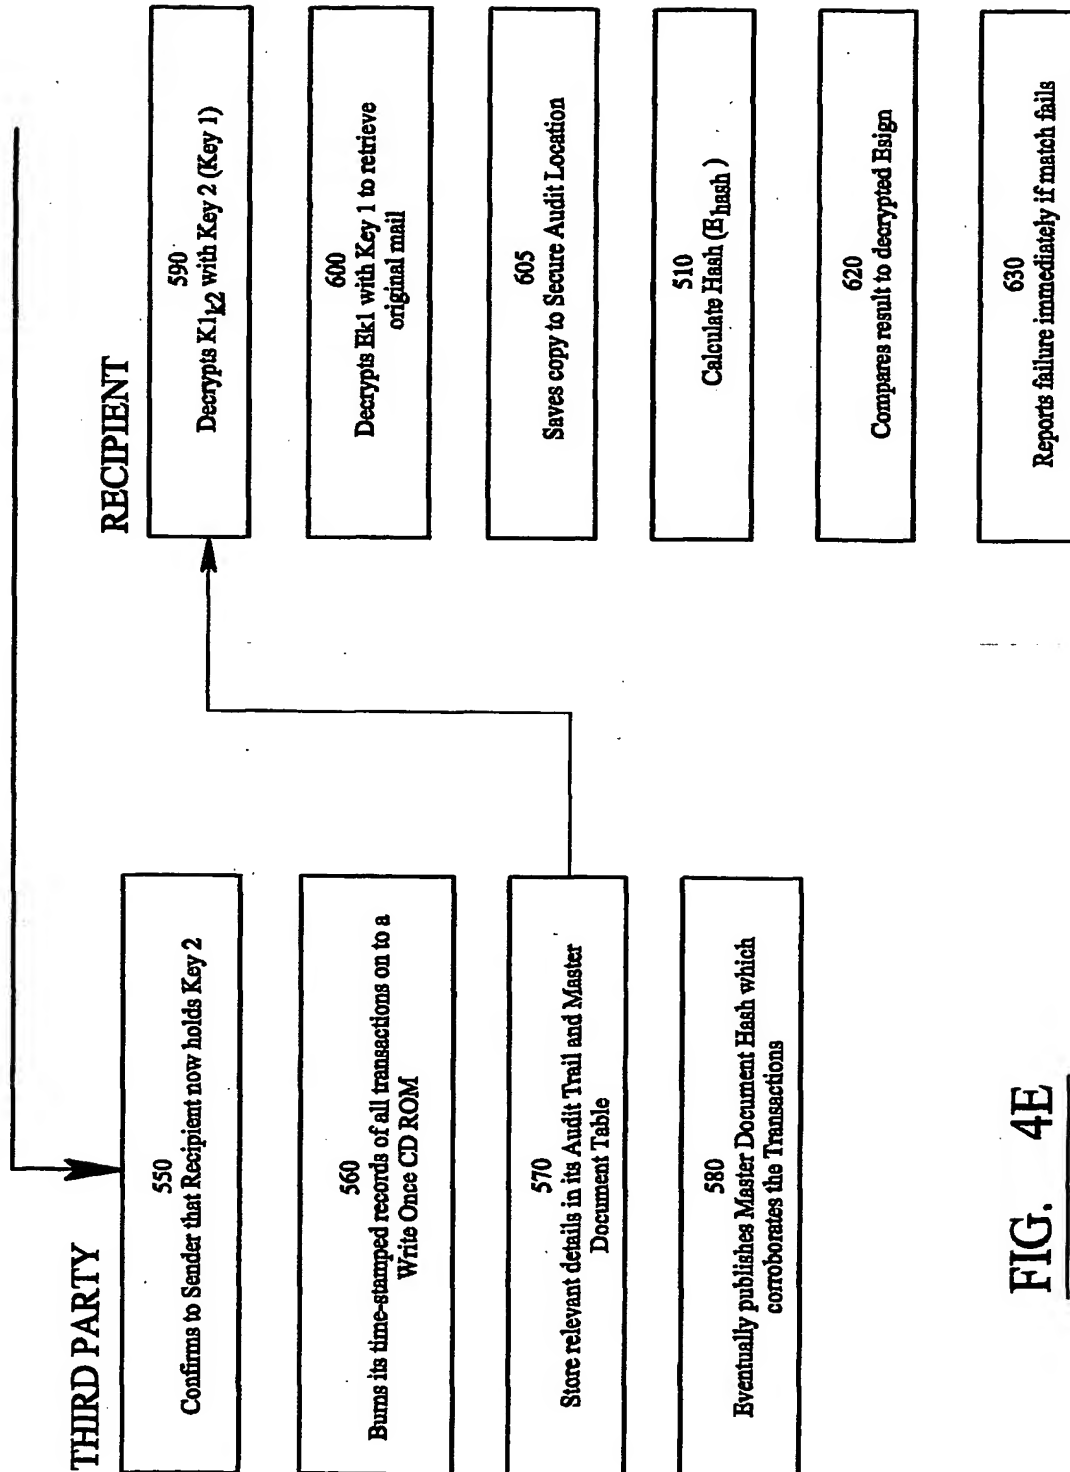 THIRD PARTY
550
Confirms to Sender that Recipient now holds Key 2
560
Burns its time-stamped records of all transactions on to a
Write Once CD ROM
570
Store relevant details in its Audit Trail and Master
Document Table
580
Eventually publishes Master Document Hash which
corroborates the Transactions
RECIPIENT
590
Decrypts K1k2 with Key 2 (Key 1)
600
Decrypts Ek1 with Key 1 to retrieve
original mail
605
Saves copy to Secure Audit Location
510
Calculate Hash (Ehash )
620
Compares result to decrypted Esign
630
Reports failure immediately if match fails
FIG. 4E